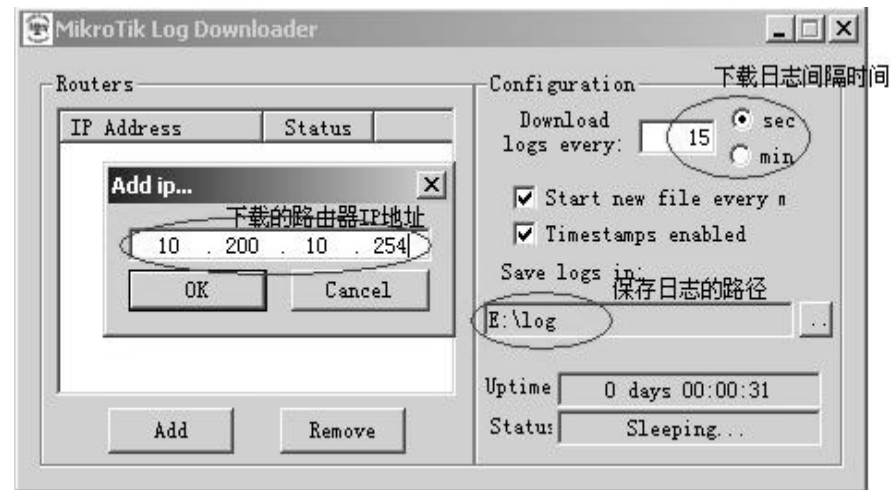 MikroTik Log Downloader
Routers
IP Address Status
Add ip...
下载的路由器IP地址
10 . 200 . 10 . 254
OK Cancel
Add Remove
Configuration
下载日志间隔时间
Download
logs every: 15
sec
min
Start new file every n
Timestamps enabled
Save logs in:
保存日志的路径
E:\log
..
Uptime 0 days 00:00:31
Status Sleeping...